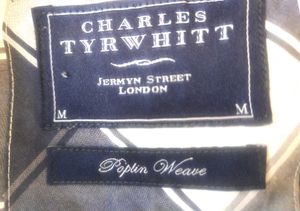 CHARLES
TYRWHITT
JERMYN STREET
LONDON
M M
Poplin Weave